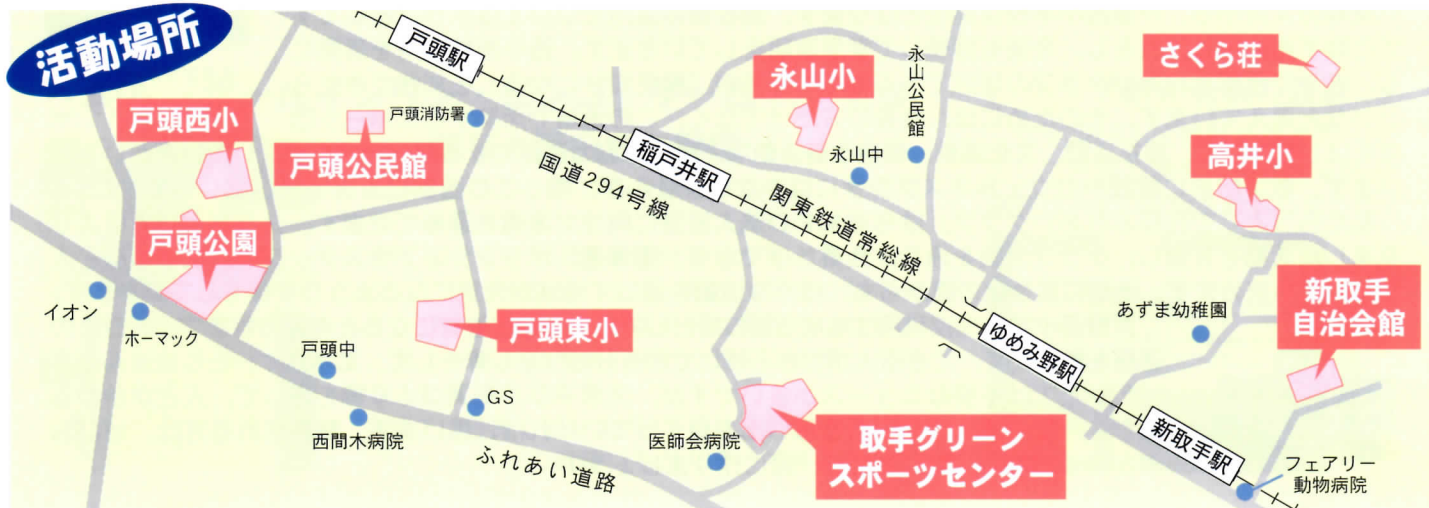 活動場所
戸頭駅
戸頭西小
戸頭消防署
戸頭公民館
永山小
永山公民館
さくら荘
稲戸井駅
永山中
高井小
国道294号線
関東鉄道常総線
戸頭公園
イオン
ホーマック
戸頭東小
戸頭中
西間木病院
GS
ふれあい道路
医師会病院
取手グリーン
スポーツセンター
ゆめみ野駅
あずま幼稚園
新取手
自治会館
新取手駅
フェアリー
動物病院